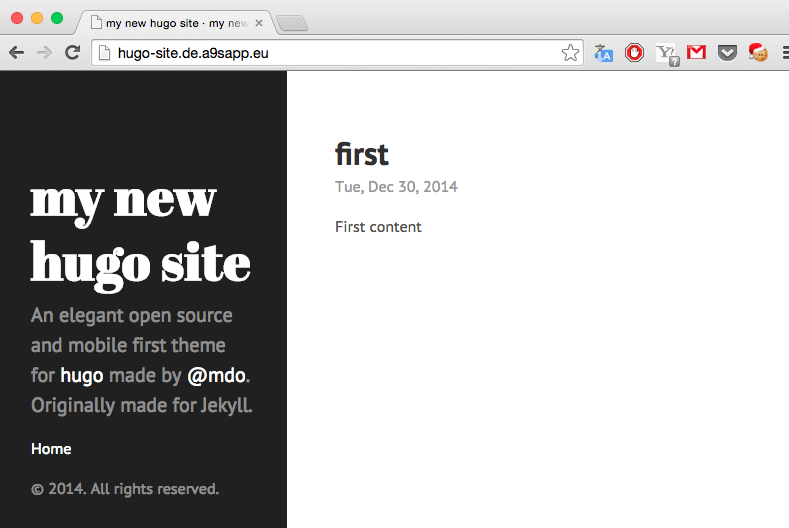 my new hugo site · my new
hugo-site.de.a9sapp.eu
my new
hugo site
An elegant open source
and mobile first theme
for hugo made by @mdo.
Originally made for Jekyll.
Home
© 2014. All rights reserved.
first
Tue, Dec 30, 2014
First content